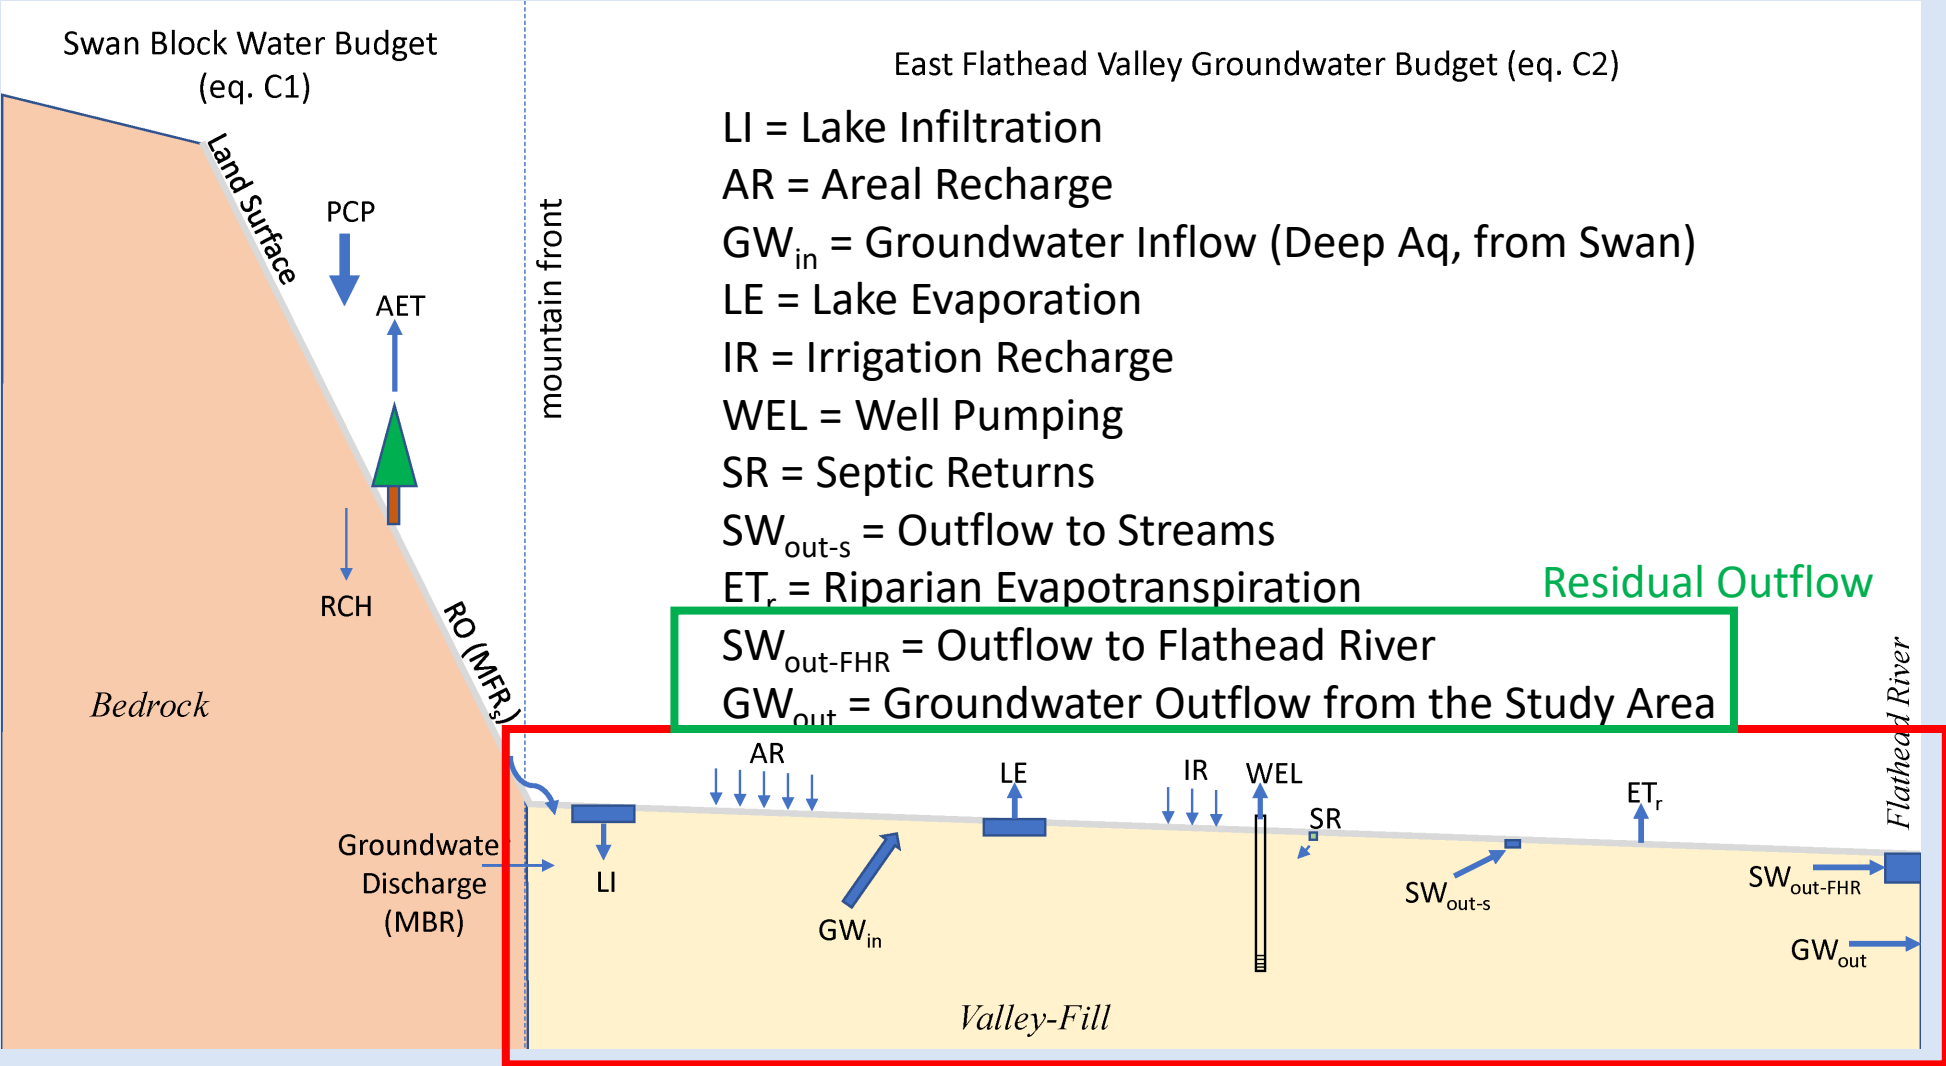 Swan Block Water Budget
(eq. C1)
East Flathead Valley Groundwater Budget (eq. C2)
LI = Lake Infiltration
AR = Areal Recharge
GWin = Groundwater Inflow (Deep Aq, from Swan)
LE = Lake Evaporation
IR = Irrigation Recharge
WEL = Well Pumping
SR = Septic Returns
SWout-s = Outflow to Streams
ETr = Riparian Evapotranspiration
Residual Outflow
SWout-FHR = Outflow to Flathead River
GWout = Groundwater Outflow from the Study Area
Land Surface
PCP
AET
mountain front
RCH
RO (MFRs)
Bedrock
Flathead River
AR
LE
IR
WEL
SR
ETr
Groundwater
Discharge
(MBR)
LI
GWin
SWout-s
SWout-FHR
GWout
Valley-Fill